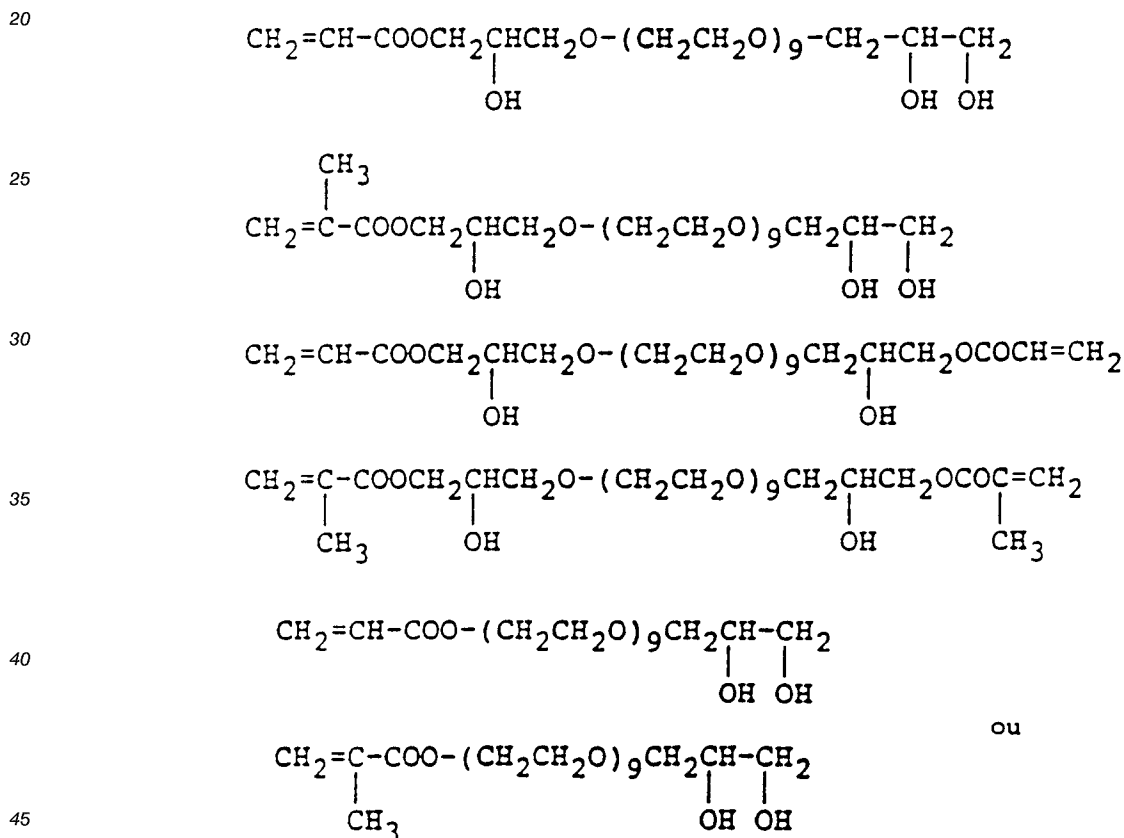 20
CH2=CH-COOCH2CHCH2O-(CH2CH2O)9-CH2-CH-CH2
OH OH OH
25
CH3
CH2=C-COOCH2CHCH2O-(CH2CH2O)9CH2CH-CH2
OH OH OH
30
CH2=CH-COOCH2CHCH2O-(CH2CH2O)9CH2CHCH2OCOCH=CH2
OH OH
35
CH2=C-COOCH2CHCH2O-(CH2CH2O)9CH2CHCH2OCOC=CH2
CH3 OH OH CH3
40
CH2=CH-COO-(CH2CH2O)9CH2CH-CH2
OH OH
ou
CH2=C-COO-(CH2CH2O)9CH2CH-CH2
45
CH3 OH OH